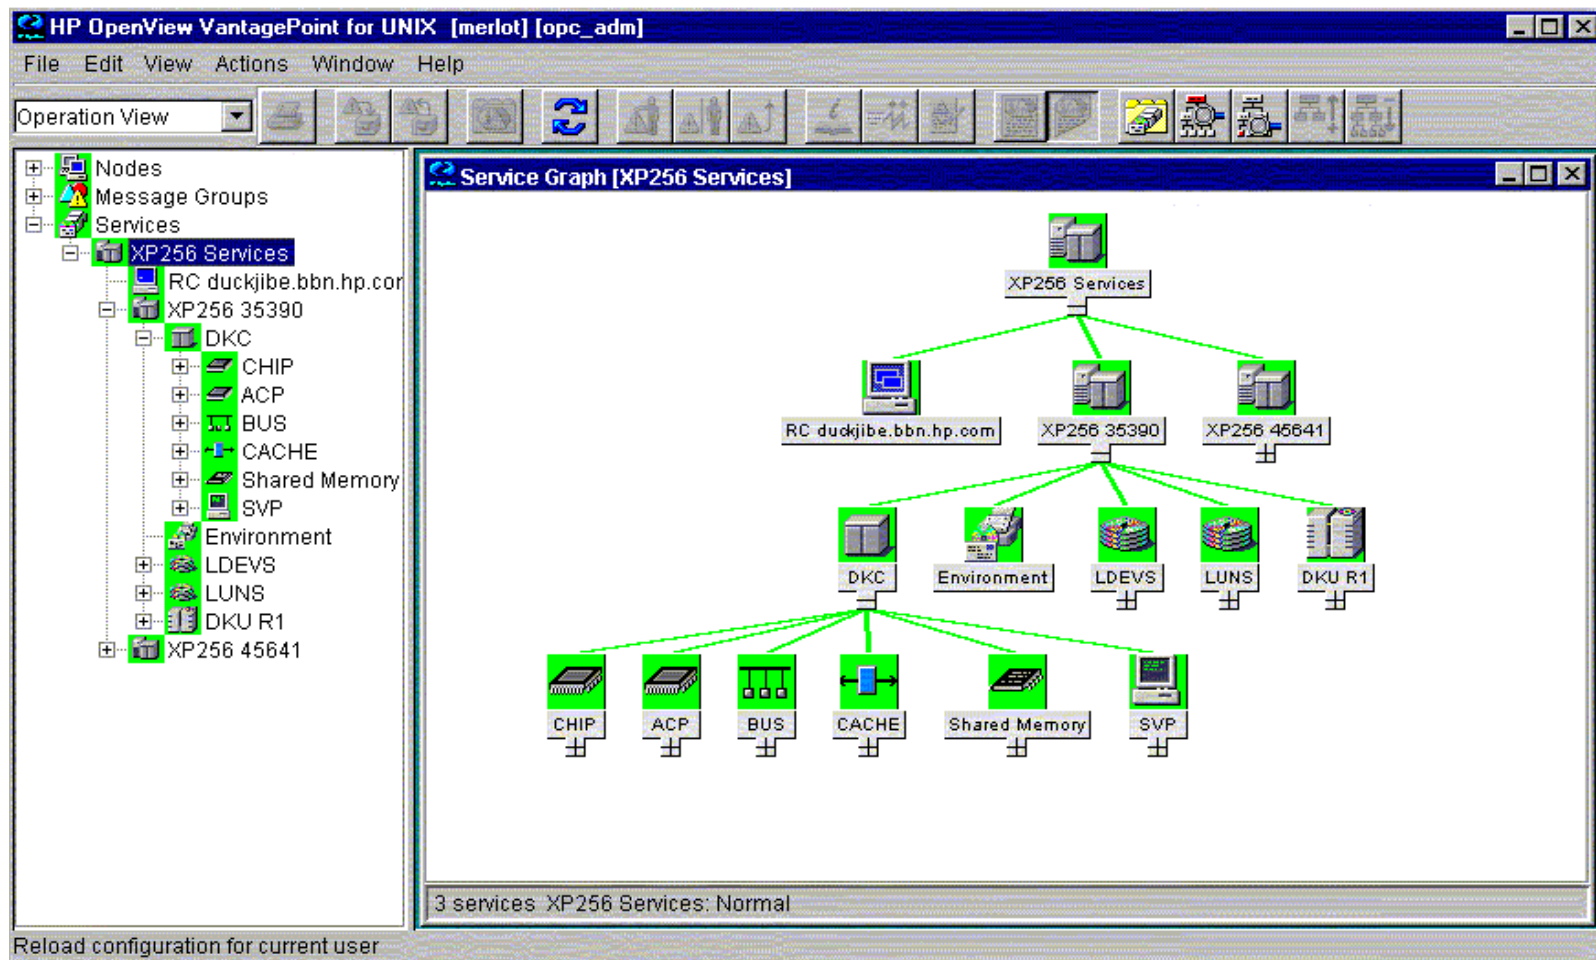 HP OpenView VantagePoint for UNIX [merlot] [opc_adm]
File Edit View Actions Window Help
Operation View
Nodes
Message Groups
Services
XP256 Services
RC duckjibe.bbn.hp.cor
XP256 35390
DKC
CHIP
ACP
BUS
CACHE
Shared Memory
SVP
Environment
LDEVS
LUNS
DKU R1
XP256 45641
Service Graph [XP256 Services]
XP256 Services
RC duckjibe.bbn.hp.com XP256 35390 XP256 45641
DKC Environment LDEVS LUNS DKU R1
CHIP ACP BUS CACHE Shared Memory SVP
3 services XP256 Services: Normal
Reload configuration for current user